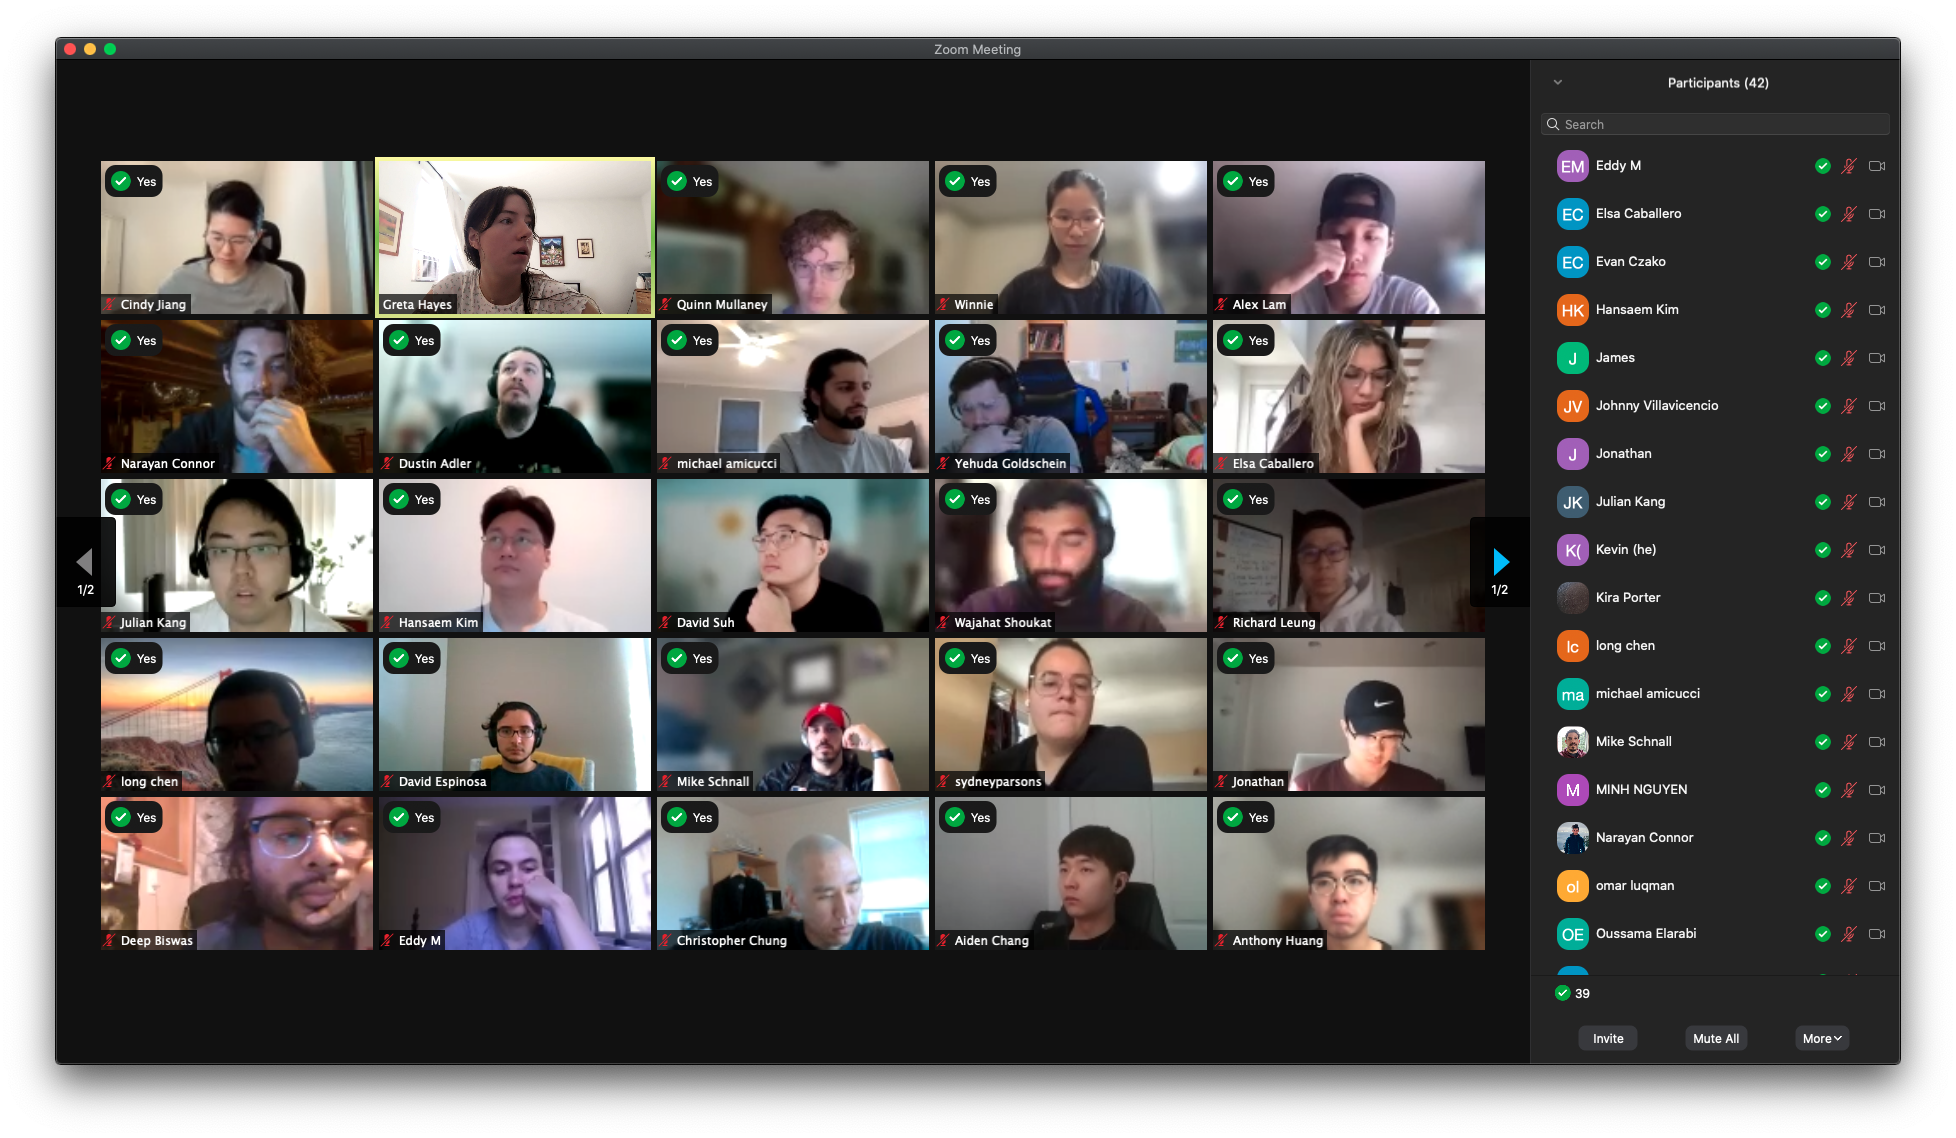 Zoom Meeting
Yes
Cindy Jiang
Greta Hayes
Yes
Quinn Mullaney
Yes
Winnie
Yes
Alex Lam
Yes
Narayan Connor
Yes
Dustin Adler
Yes
michael amicucci
Yes
Yehuda Goldschein
Yes
Elsa Caballero
Yes
Julian Kang
Yes
Hansaem Kim
Yes
David Suh
Yes
Wajahat Shoukat
Yes
Richard Leung
1/2
1/2
Yes
long chen
Yes
David Espinosa
Yes
Mike Schnall
Yes
sydneyparsons
Yes
Jonathan
Yes
Deep Biswas
Yes
Eddy M
Yes
Christopher Chung
Yes
Aiden Chang
Yes
Anthony Huang
Participants (42)
Search
EM Eddy M
EC Elsa Caballero
EC Evan Czako
HK Hansaem Kim
J James
JV Johnny Villavicencio
J Jonathan
JK Julian Kang
K( Kevin (he)
Kira Porter
lc long chen
ma michael amicucci
Mike Schnall
M MINH NGUYEN
Narayan Connor
ol omar luqman
OE Oussama Elarabi
39
Invite Mute All More